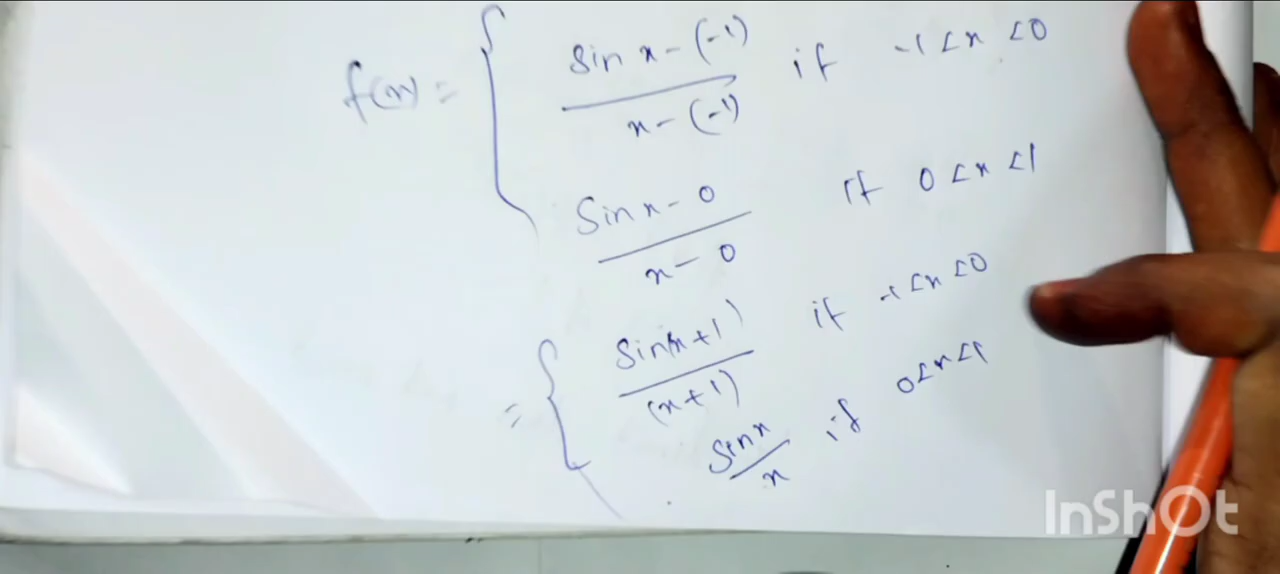 f(x) = { sin x - (-1) / x - (-1) if -1 < x < 0
sin x - 0 / x - 0 if 0 < x < 1
= { sin(x+1) / (x+1) if -1 < x < 0
sin x / x if 0 < x < 1
InShOt